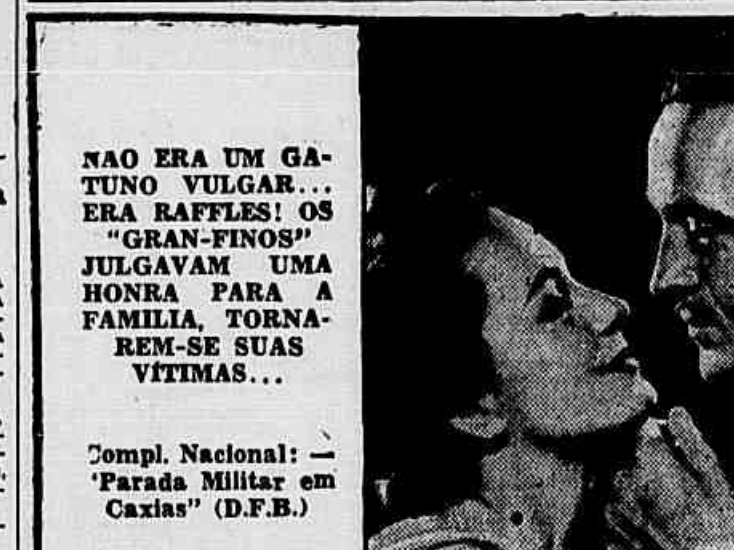 NAO ERA UM GA-
TUNO VULGAR...
ERA RAFFLES! OS
"GRAN-FINOS"
JULGAVAM UMA
HONRA PARA A
FAMILIA, TORNA-
REM-SE SUAS
VÍTIMAS...
Compl. Nacional: —
'Parada Militar em
Caxias" (D.F.B.)